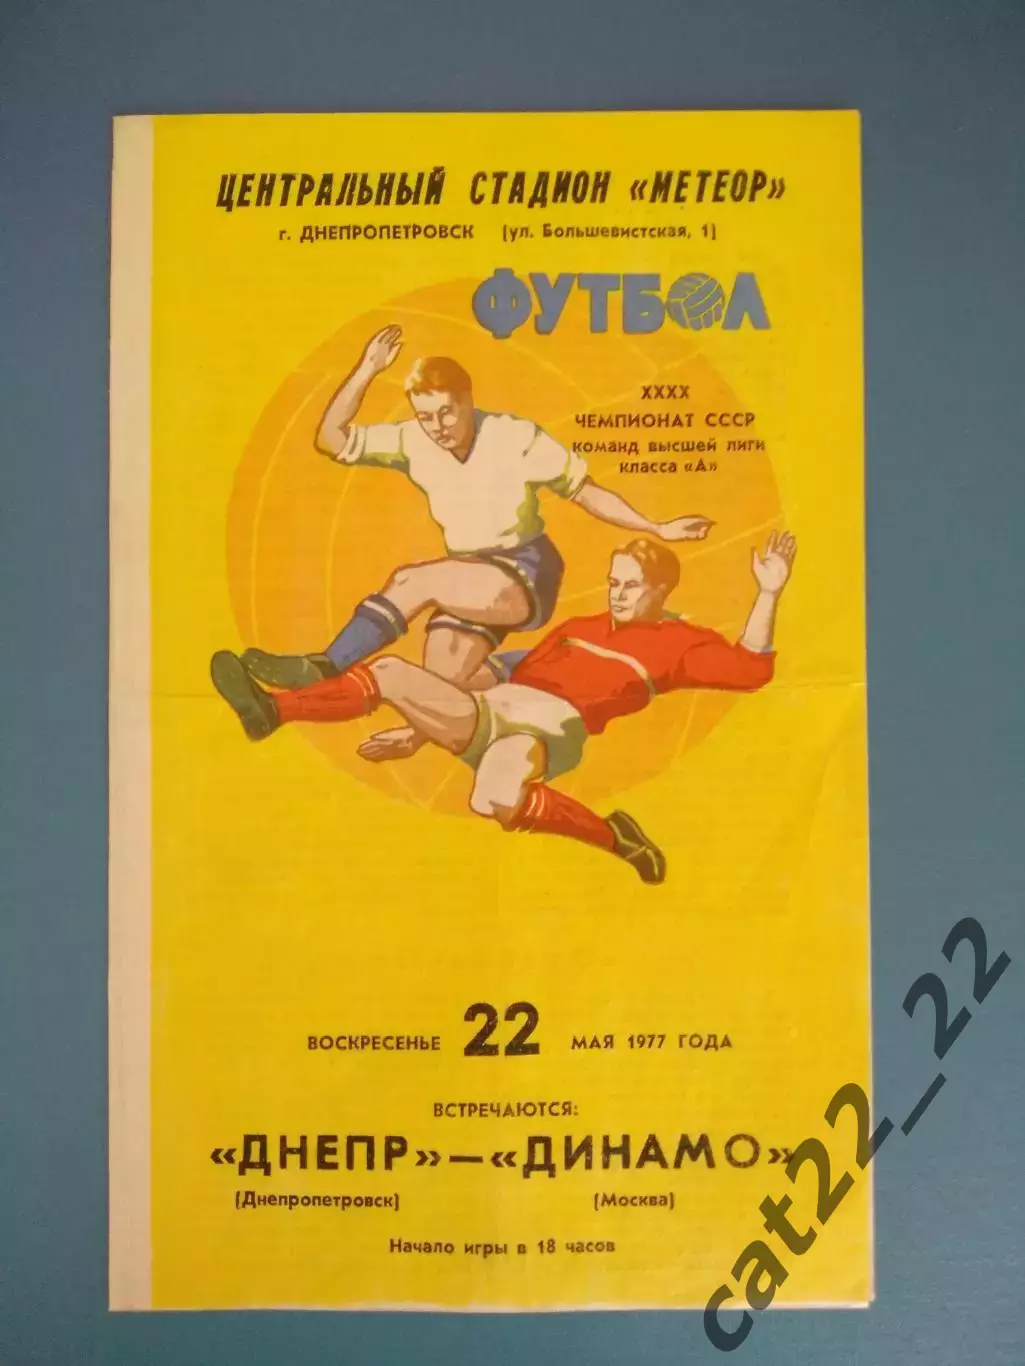 ЦЕНТРАЛЬНЫЙ СТАДИОН «МЕТЕОР»
г. ДНЕПРОПЕТРОВСК (ул. Большевистская, 1)
ФУТБОЛ
XXXX
ЧЕМПИОНАТ СССР
КОМАНД ВЫСШЕЙ ЛИГИ
КЛАССА «А»
ВОСКРЕСЕНЬЕ 22 МАЯ 1977 ГОДА
ВСТРЕЧАЮТСЯ:
«ДНЕПР» — «ДИНАМО»
(Днепропетровск) (Москва)
Начало игры в 18 часов
cat22_22